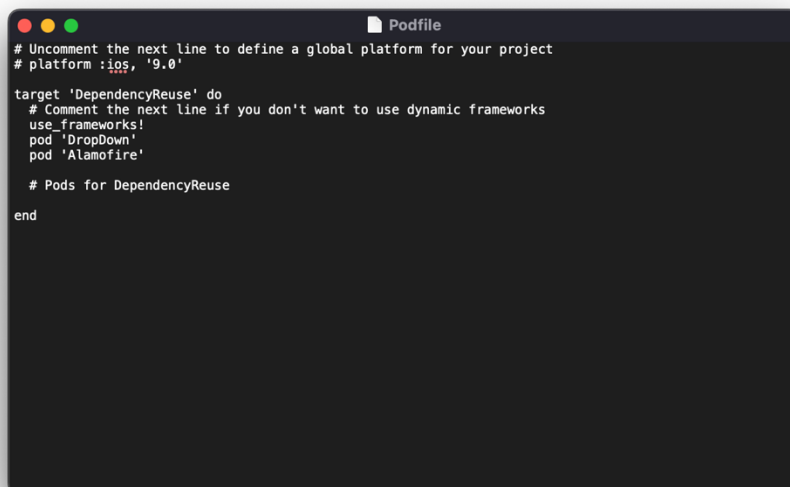 Podfile
# Uncomment the next line to define a global platform for your project
# platform :ios, '9.0'
target 'DependencyReuse' do
# Comment the next line if you don't want to use dynamic frameworks
use_frameworks!
pod 'DropDown'
pod 'Alamofire'
# Pods for DependencyReuse
end